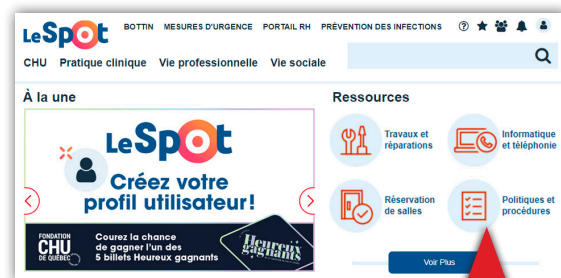 LeSpot
BOTTIN MESURES D'URGENCE PORTAIL RH PRÉVENTION DES INFECTIONS
CHU Pratique clinique Vie professionnelle Vie sociale
À la une
LeSpot
Créez votre
profil utilisateur!
FONDATION
CHU
DE QUÉBEC
Courez la chance
de gagner l'un des
5 billets Heureux gagnants
Heureux
gagnants
Ressources
Travaux et
réparations
Informatique
et téléphonie
Réservation
de salles
Politiques et
procédures
Voir Plus